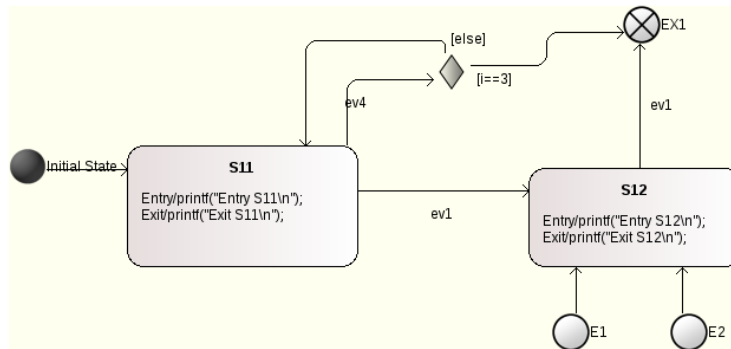 [else]
EX1
[i==3]
ev4
ev1
Initial State
S11
Entry/printf("Entry S11\n");
Exit/printf("Exit S11\n");
ev1
S12
Entry/printf("Entry S12\n");
Exit/printf("Exit S12\n");
E1
E2